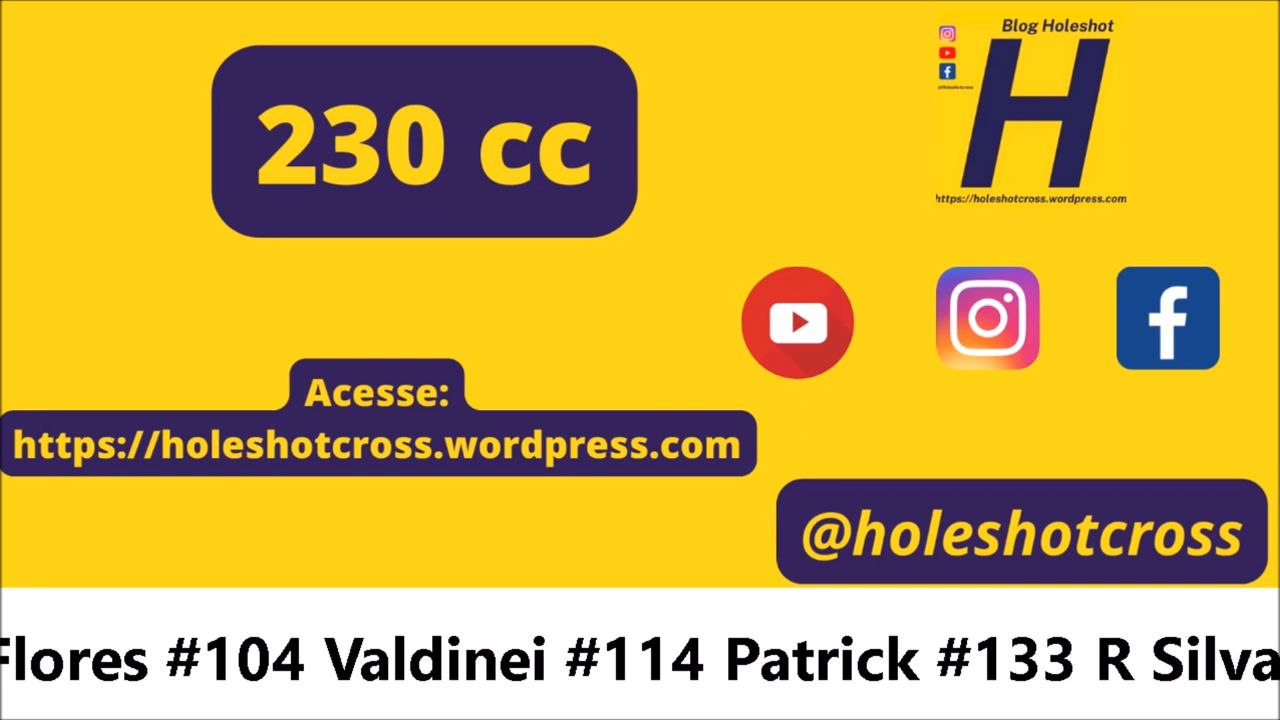 Blog Holeshot
H
@Holeshotcross
https://holeshotcross.wordpress.com
230 cc
Acesse:
https://holeshotcross.wordpress.com
@holeshotcross
Flores #104 Valdinei #114 Patrick #133 R Silva